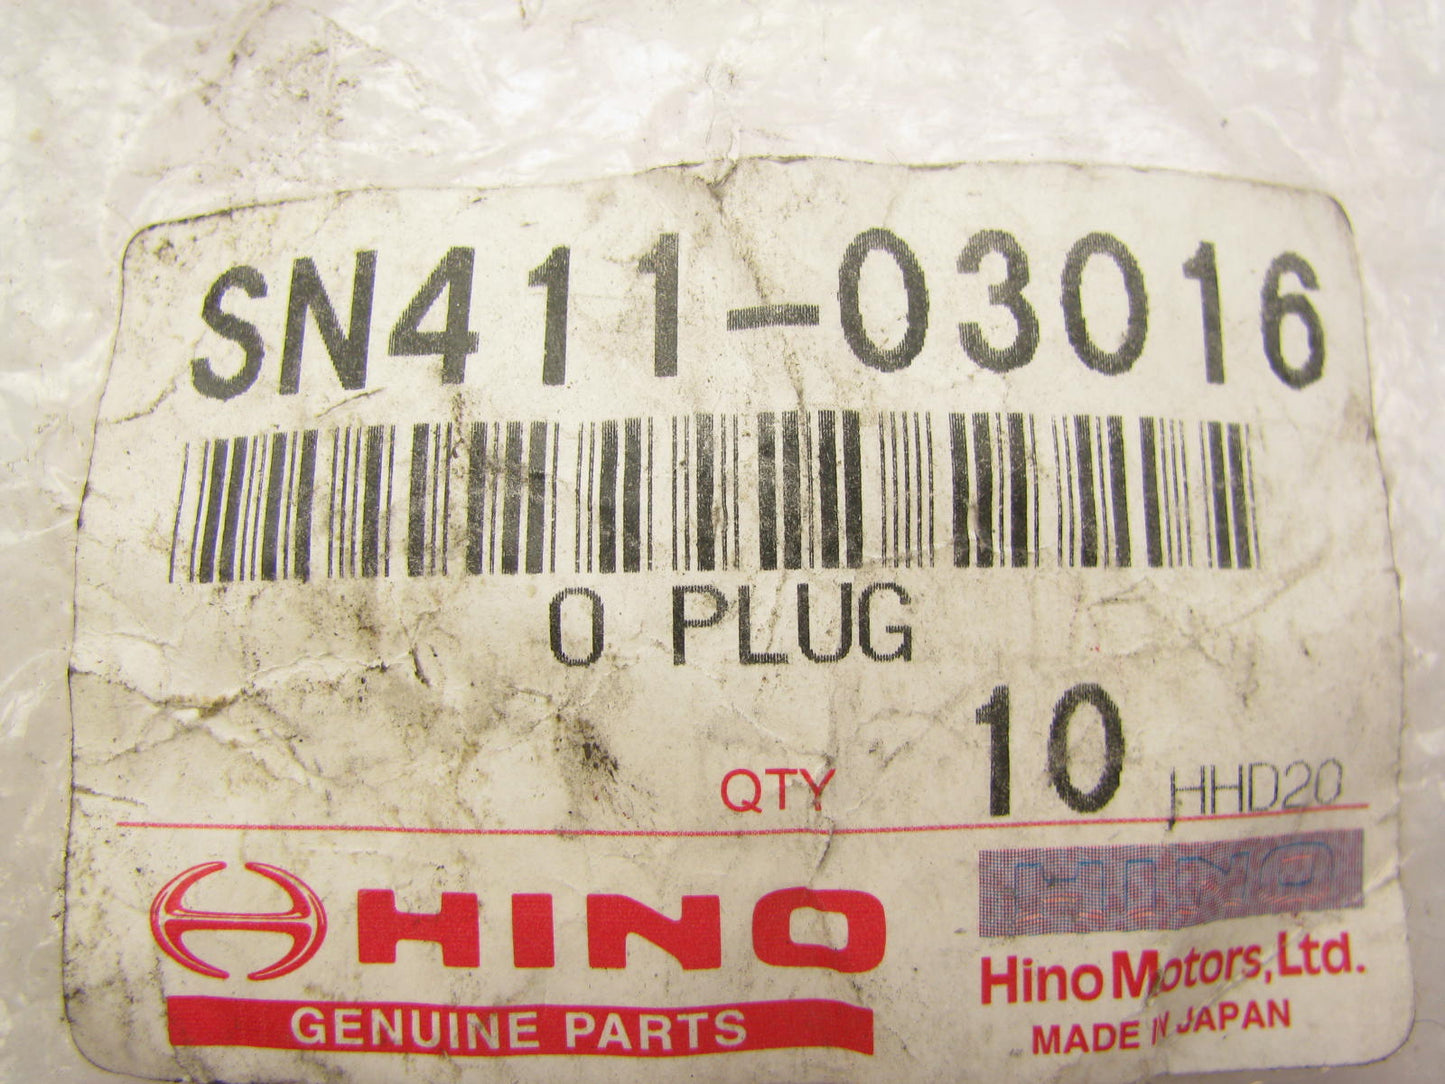 SN411-03016
O PLUG
QTY 10 HHD20
HINO
GENUINE PARTS
HINO
Hino Motors, Ltd.
MADE IN JAPAN